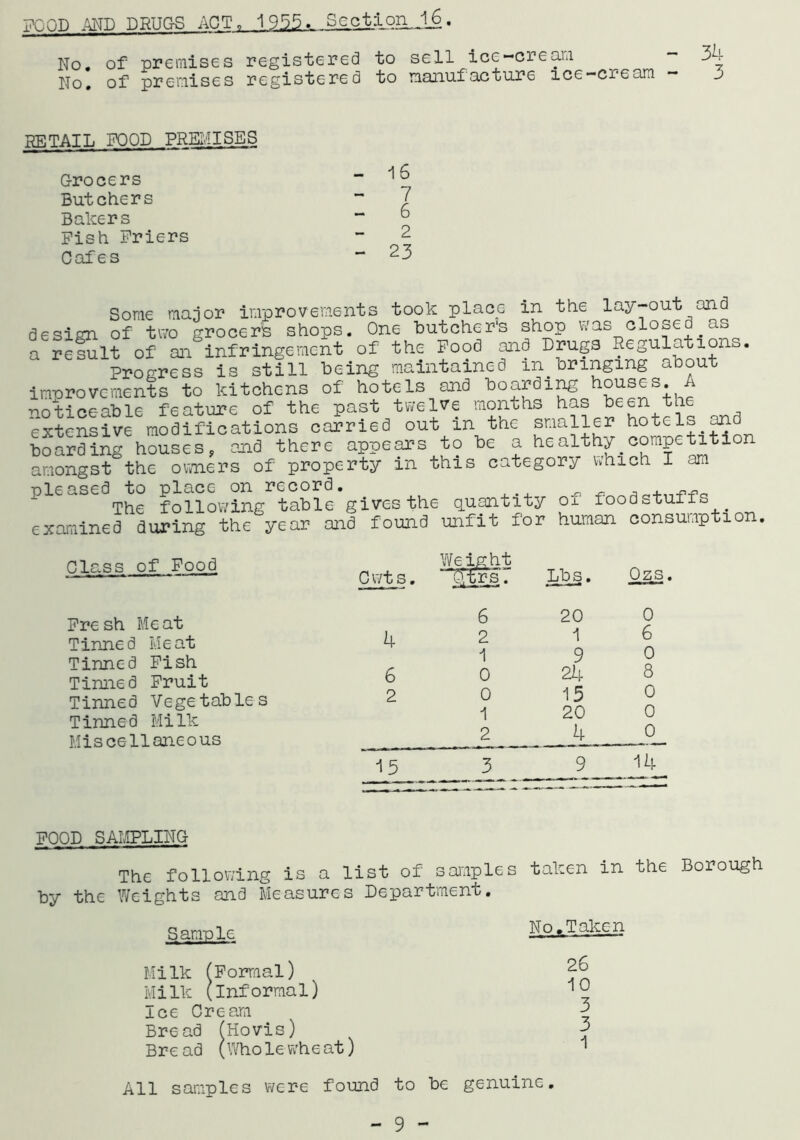 FOOD AND DRUGS ACT, 1955. Section 16.
No. of premises registered to sell ice-cream - 34
No. of premises registered to manufacture ice-cream - 3
RETAIL FOOD PREMISES
Grocers - 16
Butchers - 7
Bakers - 6
Fish Friers - 2
Cafes - 23
Some major improvements took place in the lay-out and
design of two grocer's shops. One butcher's shop was closed as
a result of an infringement of the Food and Drugs Regulations.
Progress is still being maintained in bringing about
improvements to kitchens of hotels and boarding houses. A
noticeable feature of the past twelve months has been the
extensive modifications carried out in the smaller hotels and
boarding houses, and there appears to be a healthy competition
amongst the owners of property in this category which I am
pleased to place on record.
The following table gives the quantity of foodstuffs
examined during the year and found unfit for human consumption.
Class of Food Weight
Cwts. Qtrs. Lbs. Ozs.
Fresh Meat 6 20 0
Tinned Meat 4 2 1 6
Tinned Fish 1 9 0
Tinned Fruit 6 0 24 8
Tinned Vegetables 2 0 15 0
Tinned Milk 1 20 0
Miscellaneous 2 4 0
15 3 9 14
FOOD SAMPLING
The following is a list of samples taken in the Borough
by the Weights and Measures Department.
Sample No.Taken
Milk (Formal) 26
Milk (Informal) 10
Ice Cream 3
Bread (Hovis) 3
Bread (Wholewheat) 1
All samples were found to be genuine.
- 9 -